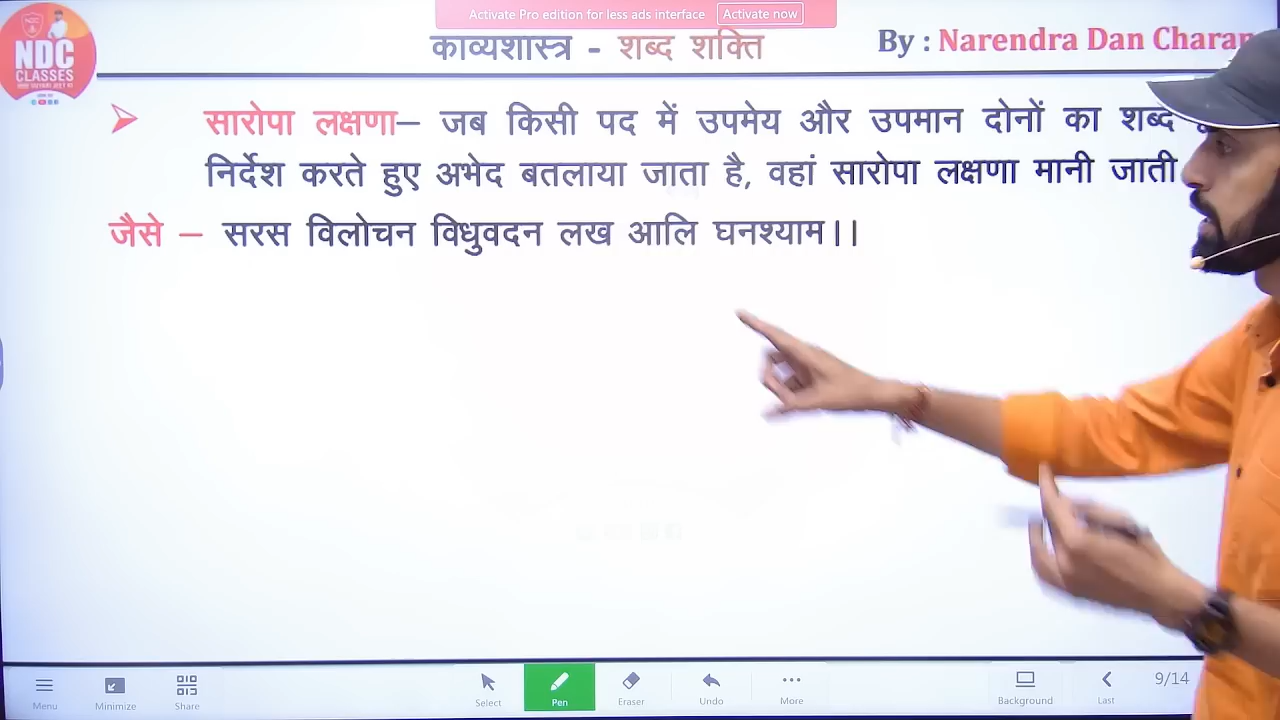 Activate Pro edition for less ads interface Activate now
काव्यशास्त्र - शब्द शक्ति
By : Narendra Dan Charan
NDC
CLASSES
➢ सारोपा लक्षणा– जब किसी पद में उपमेय और उपमान दोनों का शब्द
निर्देश करते हुए अभेद बतलाया जाता है, वहां सारोपा लक्षणा मानी जाती
जैसे – सरस विलोचन विधुवदन लख आलि घनश्याम।।
Menu Minimize Share Select Pen Eraser Undo More Background Last 9/14